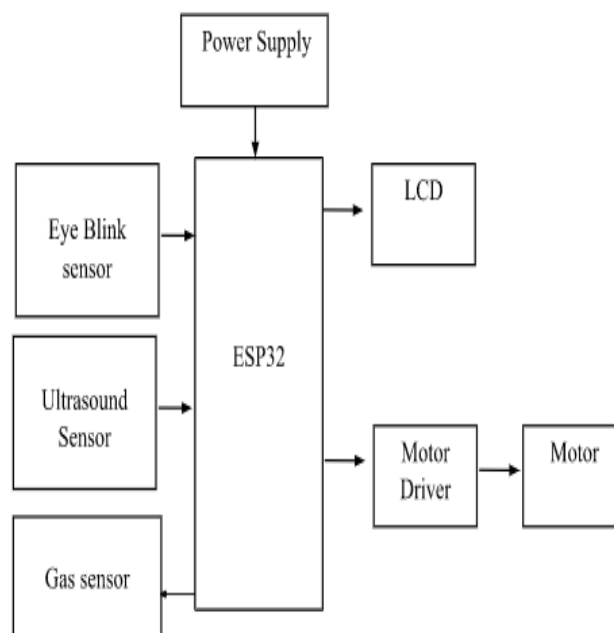 Power Supply
LCD
Eye Blink
sensor
ESP32
Ultrasound
Sensor
Motor
Driver
Motor
Gas sensor